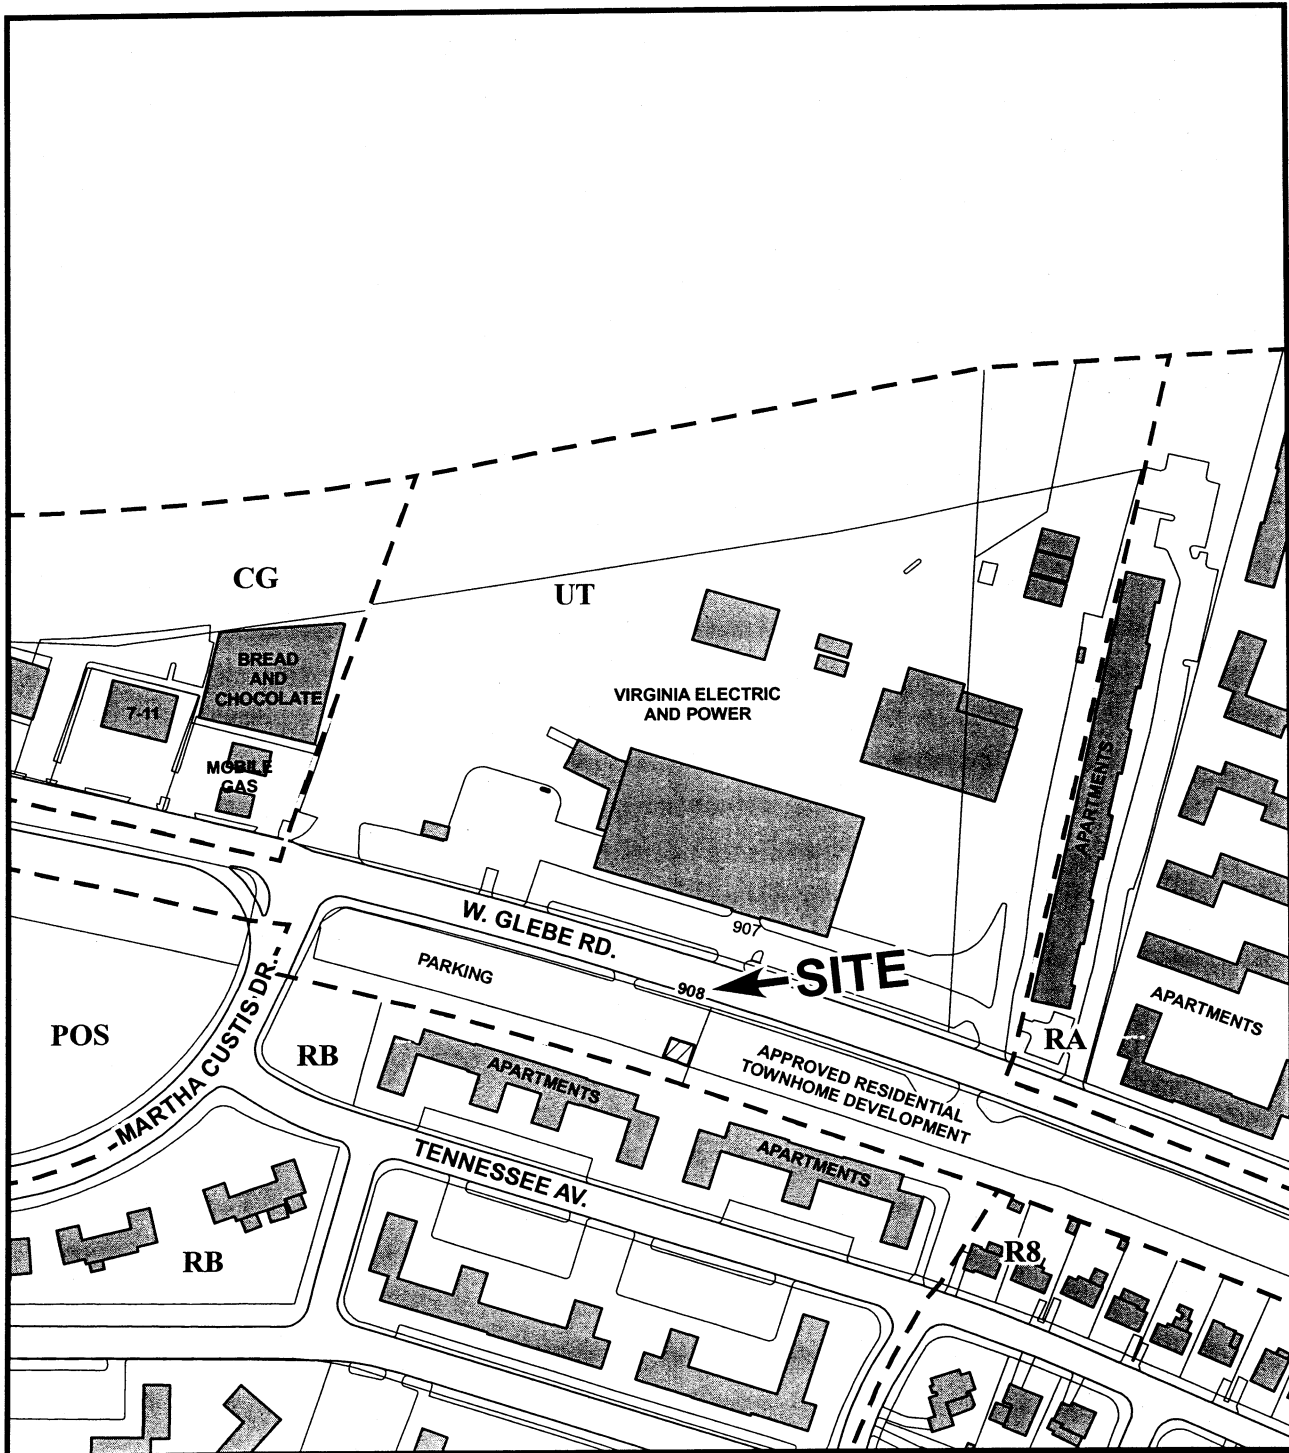 CG
UT
BREAD
AND
CHOCOLATE
7-11
VIRGINIA ELECTRIC
AND POWER
MOBILE
GAS
APARTMENTS
W. GLEBE RD.
907
PARKING
SITE
908
APARTMENTS
POS
MARTHA CUSTIS DR.
RB
RA
APARTMENTS
APPROVED RESIDENTIAL
TOWNHOME DEVELOPMENT
TENNESSEE AV.
APARTMENTS
RB
R8